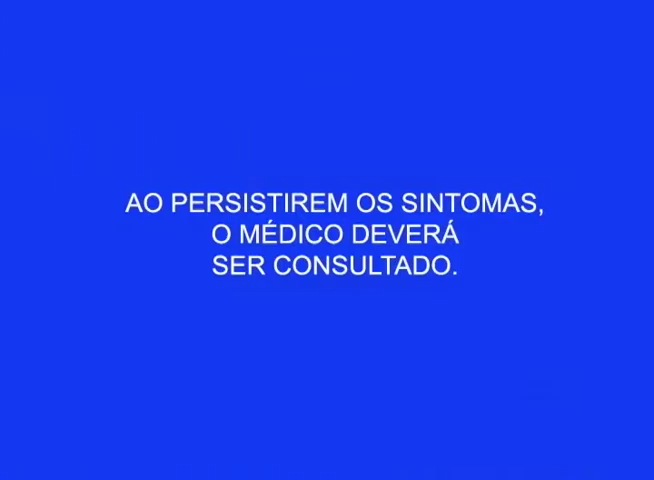 AO PERSISTIREM OS SINTOMAS,
O MÉDICO DEVERÁ
SER CONSULTADO.